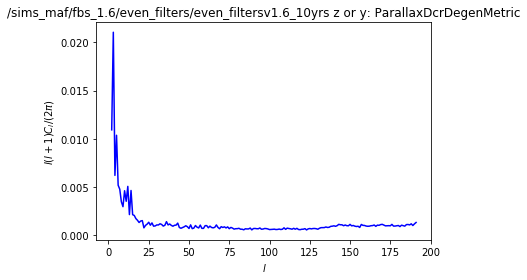 /sims_maf/fbs_1.6/even_filters/even_filtersv1.6_10yrs z or y: ParallaxDcrDegenMetric
0.020
0.015
0.010
0.005
0.000
l(l + 1)C_l/(2π)
0 25 50 75 100 125 150 175 200
l